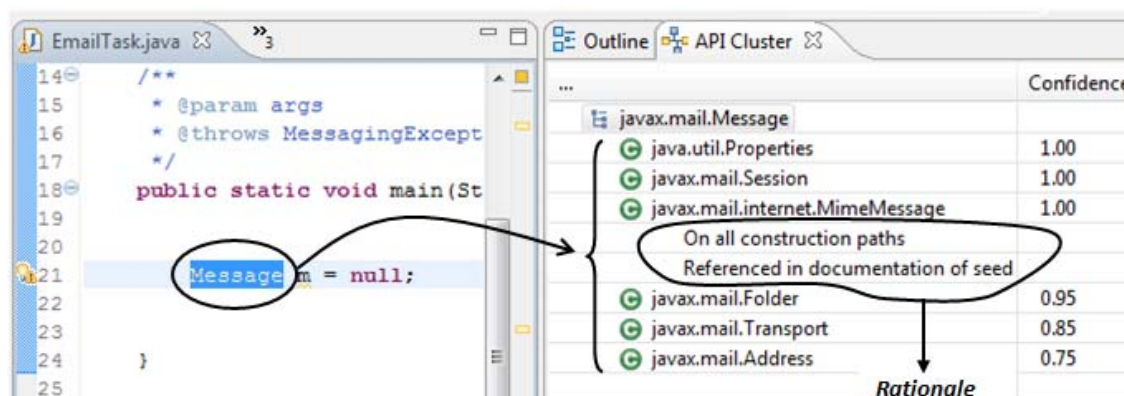 EmailTask.java
»3
14 /**
15 * @param args
16 * @throws MessagingExcept
17 */
18 public static void main(St
19
20
21 Message m = null;
22
23
24 }
25
Outline API Cluster
... Confidence
javax.mail.Message
java.util.Properties 1.00
javax.mail.Session 1.00
javax.mail.internet.MimeMessage 1.00
On all construction paths
Referenced in documentation of seed
javax.mail.Folder 0.95
javax.mail.Transport 0.85
javax.mail.Address 0.75
Rationale